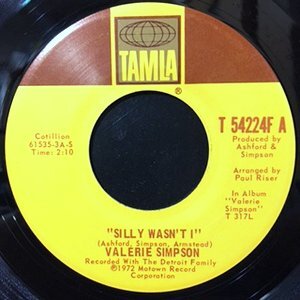 TAMLA
®
Cotillion
61535-3A-S
Time: 2:10
T 54224F A
Produced by
Ashford &
Simpson
Arranged by
Paul Riser
In Album
"Valerie
Simpson"
T 317L
"SILLY WASN'T I"
(Ashford, Simpson, Armstead)
VALERIE SIMPSON
Recorded With The Detroit Family
©1972 Motown Record
Corporation